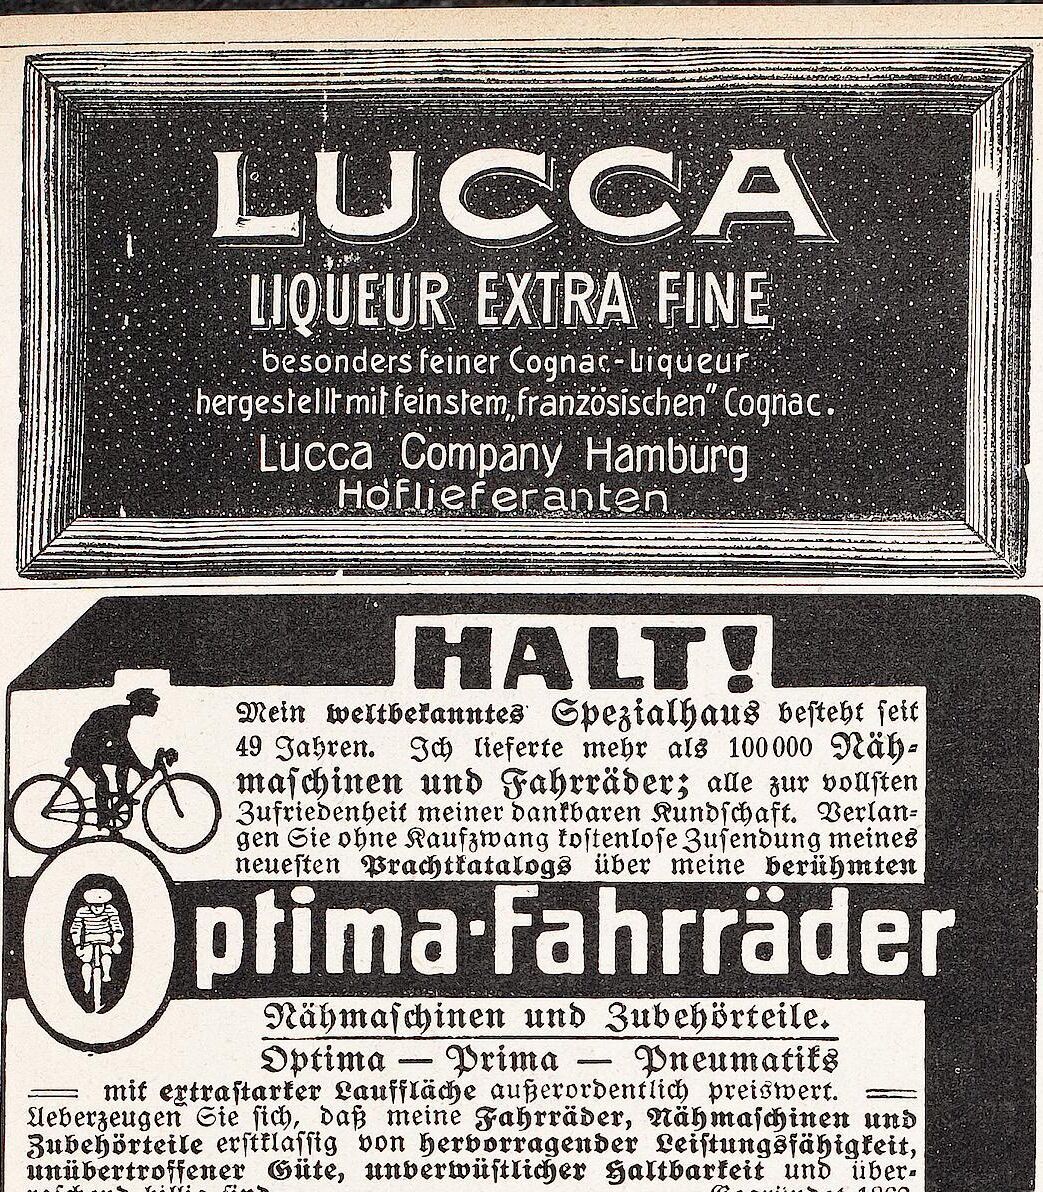 LUCCA
LIQUEUR EXTRA FINE
besonders feiner Cognac-Liqueur
hergestellt mit feinstem „französischen” Cognac.
Lucca Company Hamburg
Hoflieferanten
HALT!
Mein weltbekanntes Spezialhaus besteht seit
49 Jahren. Ich lieferte mehr als 100000 Näh-
maschinen und Fahrräder; alle zur vollsten
Zufriedenheit meiner dankbaren Kundschaft. Verlan-
gen Sie ohne Kaufzwang kostenlose Zusendung meines
neuesten Prachtkatalogs über meine berühmten
Optima-Fahrräder
Nähmaschinen und Zubehörteile.
Optima — Prima — Pneumatiks
mit extrastarker Lauffläche außerordentlich preiswert.
Ueberzeugen Sie sich, daß meine Fahrräder, Nähmaschinen und
Zubehörteile erstklassig von hervorragender Leistungsfähigkeit,
unübertroffener Güte, unverwüstlicher Haltbarkeit und über-